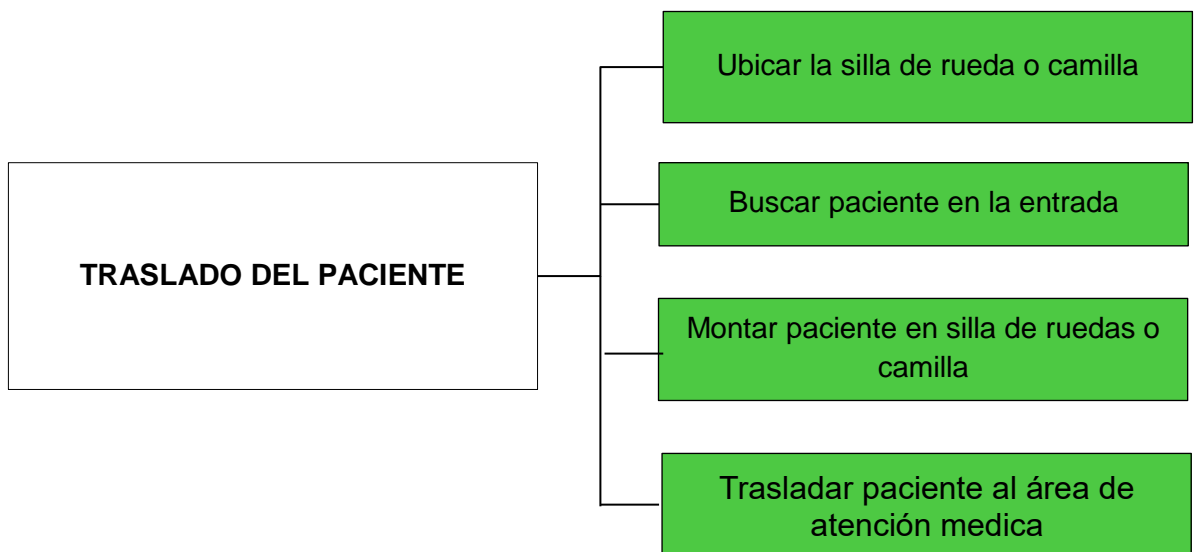 Ubicar la silla de rueda o camilla
Buscar paciente en la entrada
TRASLADO DEL PACIENTE
Montar paciente en silla de ruedas o
camilla
Trasladar paciente al área de
atención medica